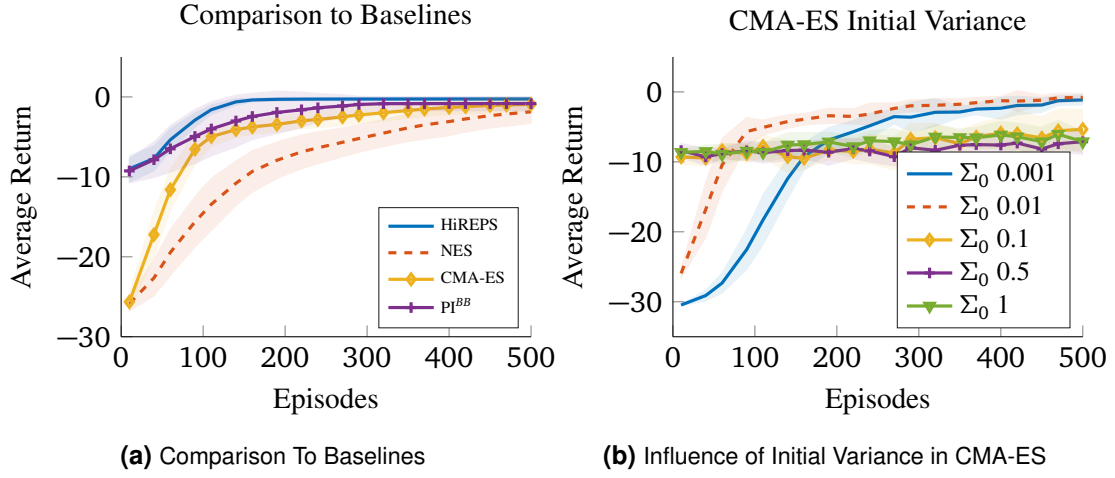 Comparison to Baselines
0
−10
−20
−30
Average Return
HiREPS
NES
CMA-ES
PI^BB
0 100 200 300 400 500
Episodes
(a) Comparison To Baselines
CMA-ES Initial Variance
0
−10
−20
−30
Average Return
Σ₀ 0.001
Σ₀ 0.01
Σ₀ 0.1
Σ₀ 0.5
Σ₀ 1
0 100 200 300 400 500
Episodes
(b) Influence of Initial Variance in CMA-ES